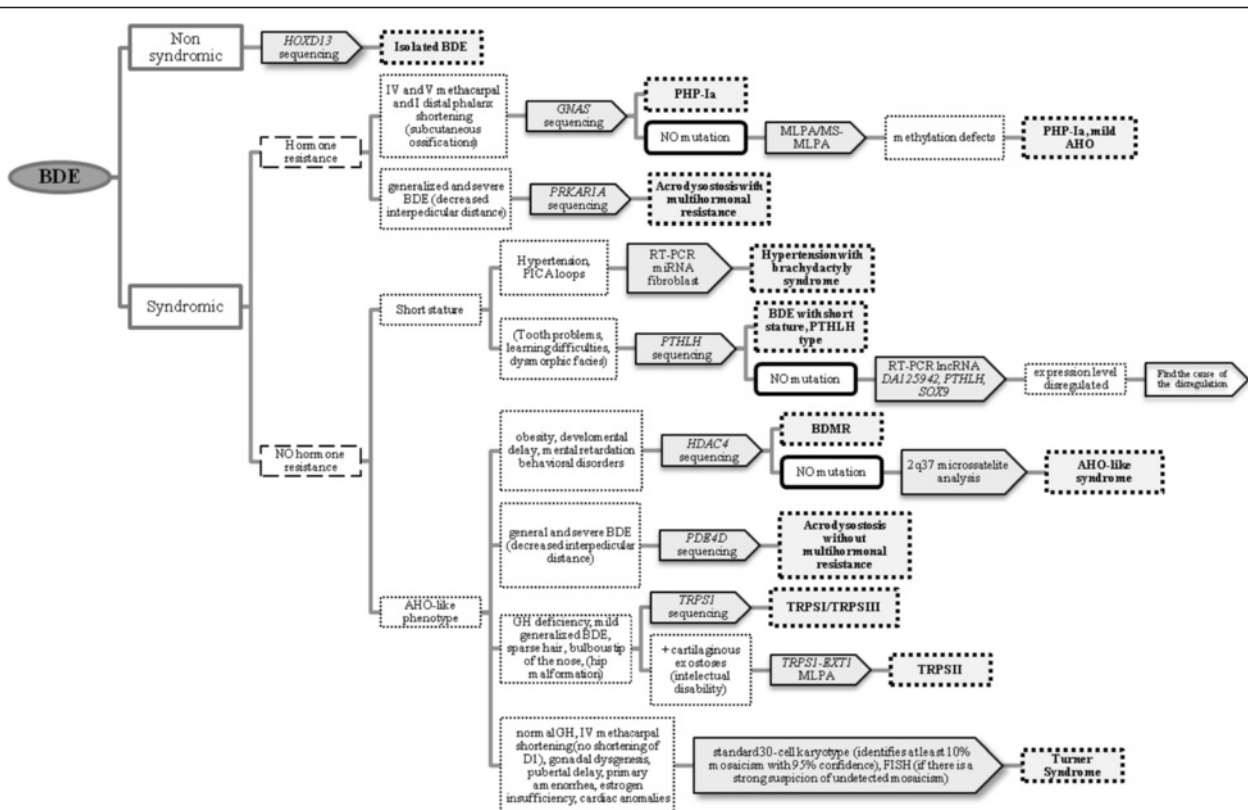 BDE
Non
syndromic
HOXD13
sequencing
Isolated BDE
Syndromic
Hormone
resistance
IV and V methacarpal
and I distal phalanx
shortening
(subcutaneous
ossifications)
GNAS
sequencing
PHP-Ia
NO mutation
MLPA/MS-
MLPA
methylation defects
PHP-Ia, mild
AHO
generalized and severe
BDE (decreased
interpedicular distance)
PRKAR1A
sequencing
Acrodysostosis with
multihormonal
resistance
NO hormone
resistance
Short stature
Hypertension,
PICA loops
RT-PCR
miRNA
fibroblast
Hypertension with
brachydactyly
syndrome
(Tooth problems,
learning difficulties,
dysmorphic facies)
PTHLH
sequencing
BDE with short
stature, PTHLH
type
NO mutation
RT-PCR lncRNA
DA125942, PTHLH,
SOX9
expression level
disregulated
Find the cause of
the disregulation
AHO-like
phenotype
obesity, develomental
delay, mental retardation
behavioral disorders
HDAC4
sequencing
BDMR
NO mutation
2q37 microssatelite
analysis
AHO-like
syndrome
general and severe BDE
(decreased interpedicular
distance)
PDE4D
sequencing
Acrodysostosis
without
multihormonal
resistance
GH deficiency, mild
generalized BDE,
sparse hair, bulbous tip
of the nose, (hip
malformation)
TRPS1
sequencing
TRPSI/TRPSIII
+ cartilaginous
exostoses
(intelectual
disability)
TRPS1-EXT1
MLPA
TRPSII
normal GH, IV methacarpal
shortening (no shortening of
D1), gonadal dysgenesis,
pubertal delay, primary
amenorrhea, estrogen
insufficiency, cardiac anomalies
standard 30-cell karyotype (identifies at least 10%
mosaicism with 95% confidence), FISH (if there is a
strong suspicion of undetected mosaicism)
Turner
Syndrome